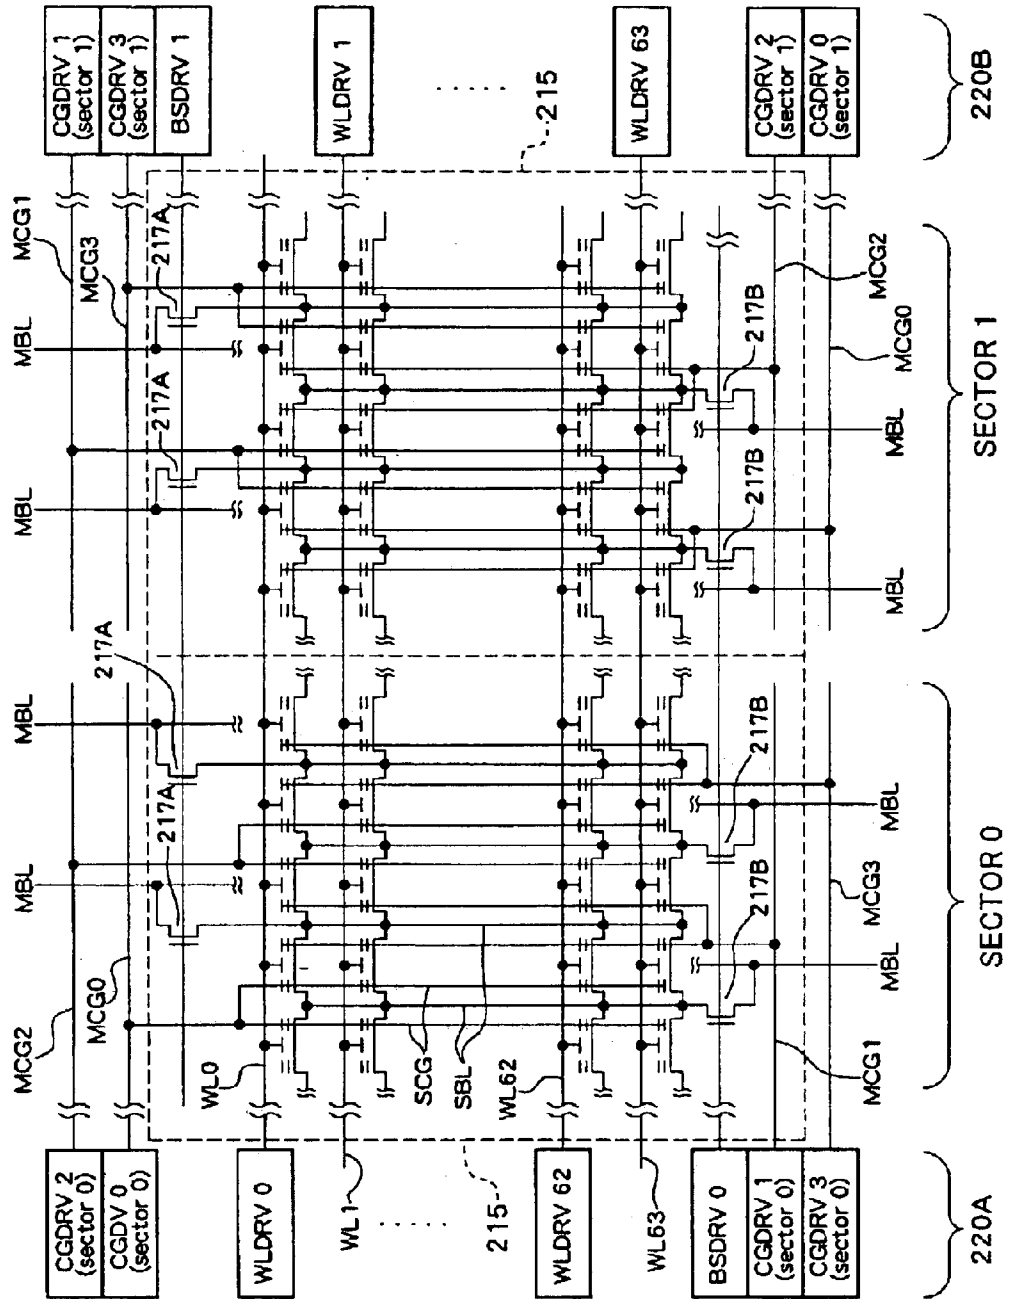 CGDRV 1
(sector 1)
CGDRV 3
(sector 1)
BSDRV 1
WLDRV 1
. . . . .
WLDRV 63
CGDRV 2
(sector 1)
CGDRV 0
(sector 1)
220B
215
MCG1
MCG3
217A
MBL
217A
MBL
MCG2
217B
MCG0
MBL
217B
MBL
SECTOR 1
217A
MBL
217A
MBL
MCG0
MCG2
WL0
SCG
SBL
WL62
217B
MBL
217B
MCG3
MBL
MCG1
SECTOR 0
CGDRV 2
(sector 0)
CGDV 0
(sector 0)
WLDRV 0
WL1
. . . . .
215
WLDRV 62
WL63
BSDRV 0
CGDRV 1
(sector 0)
CGDRV 3
(sector 0)
220A